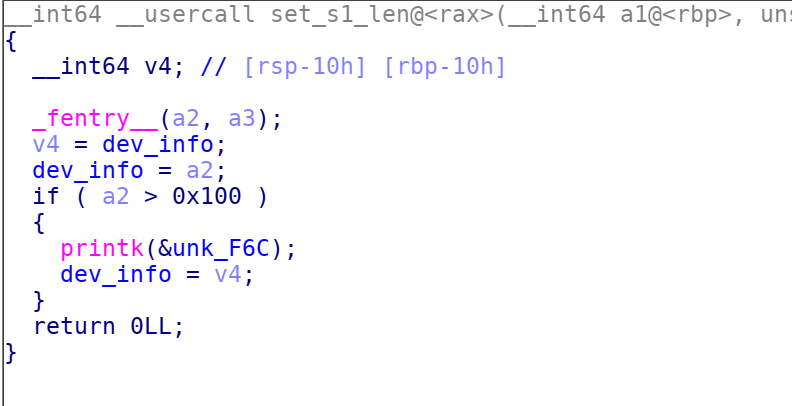 __int64 __usercall set_s1_len@<rax>(__int64 a1@<rbp>, uns
{
  __int64 v4; // [rsp-10h] [rbp-10h]

  _fentry__(a2, a3);
  v4 = dev_info;
  dev_info = a2;
  if ( a2 > 0x100 )
  {
    printk(&unk_F6C);
    dev_info = v4;
  }
  return 0LL;
}